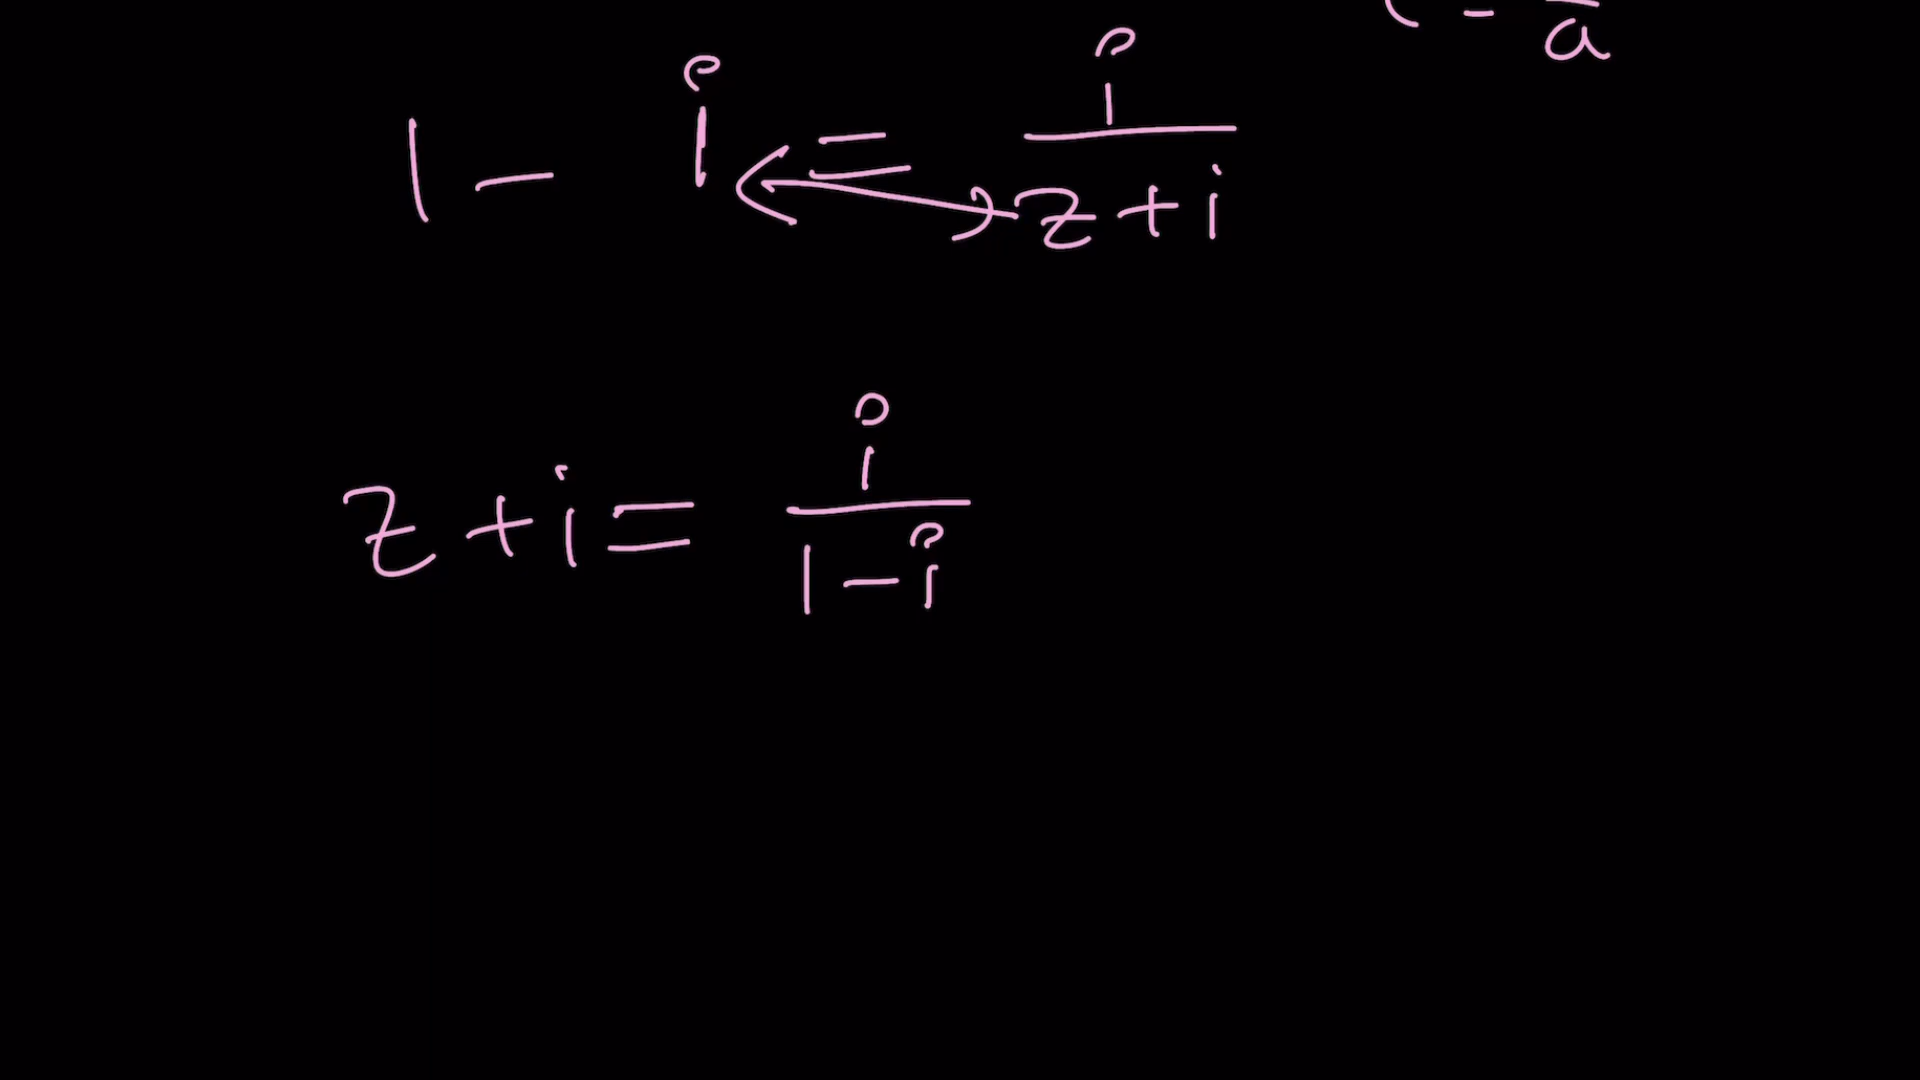 - a
1 - i = i / z + i
z + i = i / 1 - i